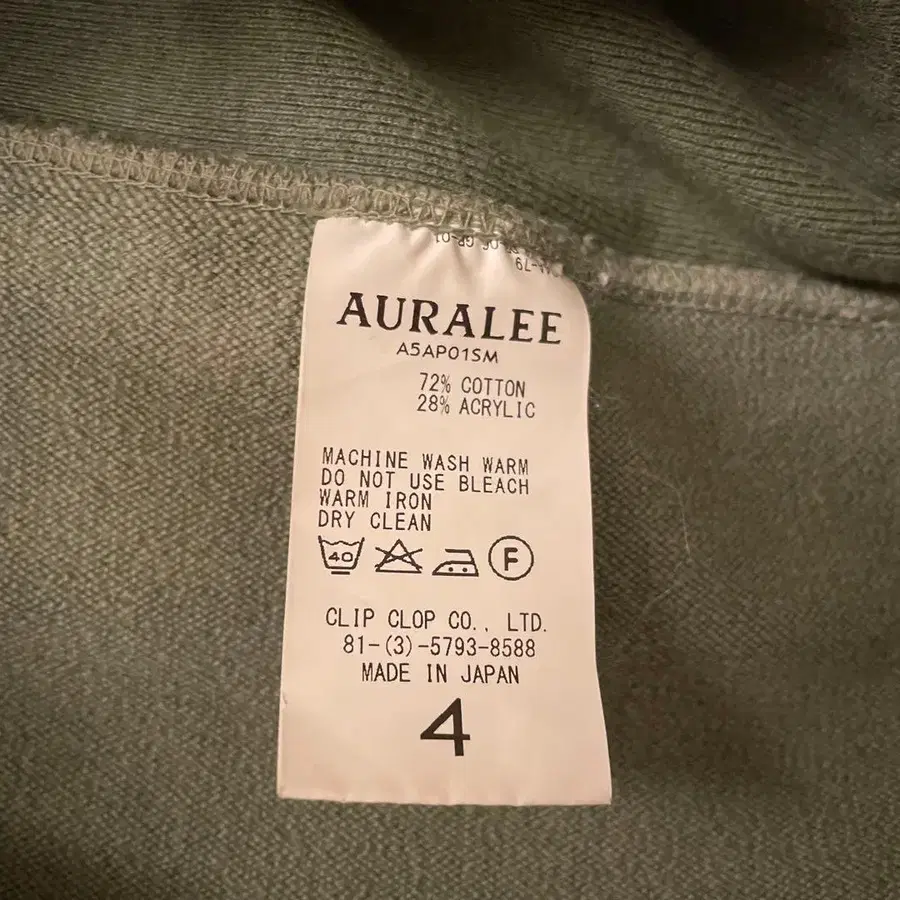 AURALEE
A5AP01SM
72% COTTON
28% ACRYLIC
MACHINE WASH WARM
DO NOT USE BLEACH
WARM IRON
DRY CLEAN
40
F
CLIP CLOP CO., LTD.
81-(3)-5793-8588
MADE IN JAPAN
4